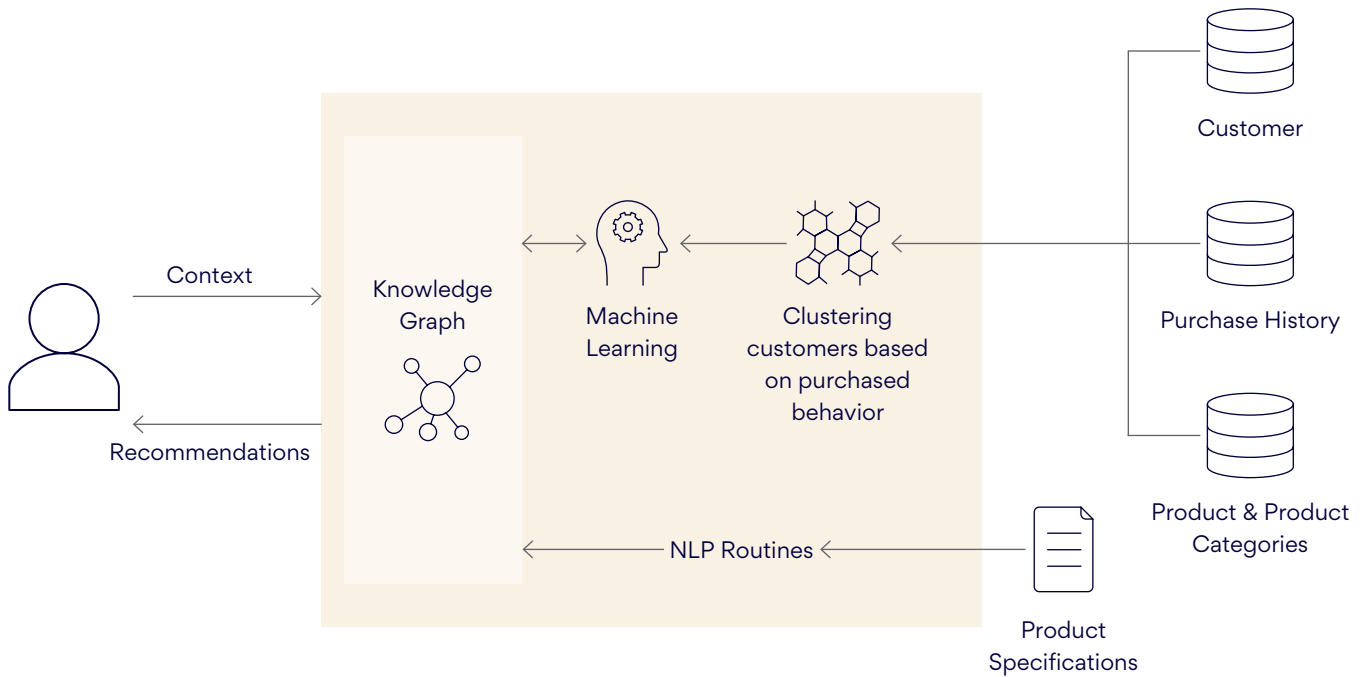 Customer
Purchase History
Product & Product
Categories
Context
Recommendations
Knowledge
Graph
Machine
Learning
Clustering
customers based
on purchased
behavior
NLP Routines
Product
Specifications